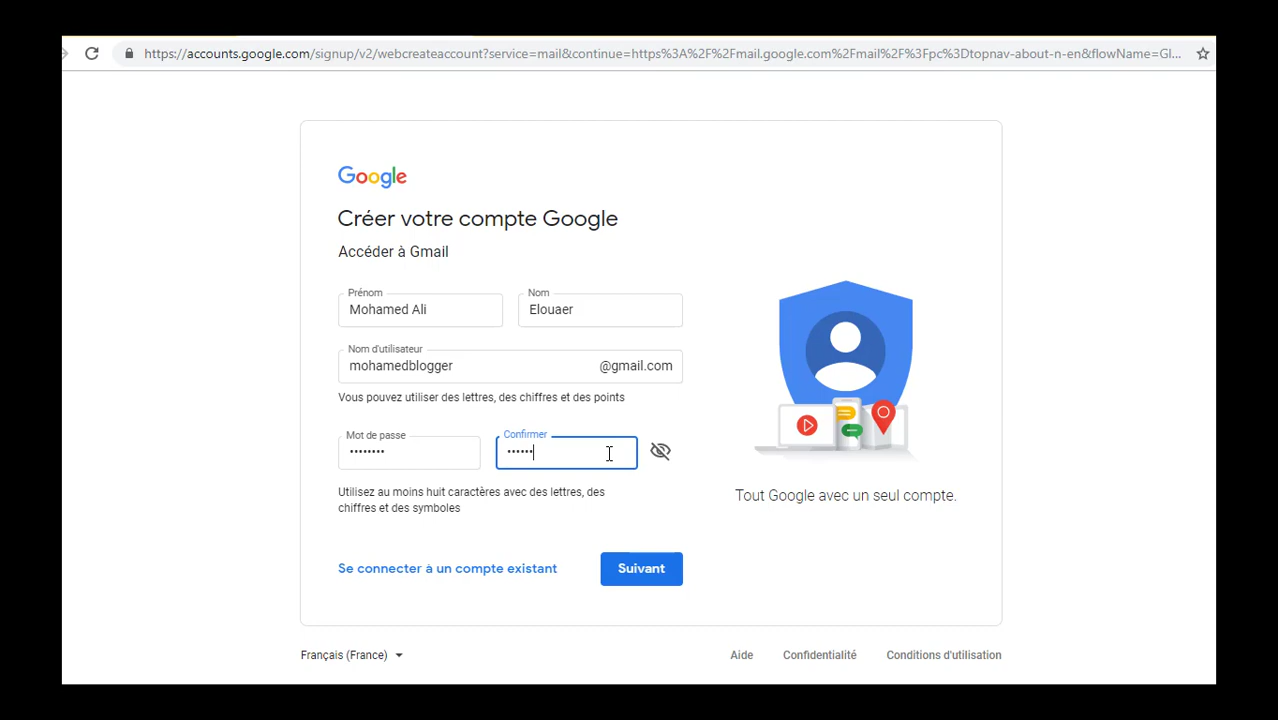 https://accounts.google.com/signup/v2/webcreateaccount?service=mail&continue=https%3A%2F%2Fmail.google.com%2Fmail%2F%3Fpc%3Dtopnav-about-n-en&flowName=Gl...
Google
Créer votre compte Google
Accéder à Gmail
Prénom Nom
Mohamed Ali Elouaer
Nom d'utilisateur
mohamedblogger @gmail.com
Vous pouvez utiliser des lettres, des chiffres et des points
Mot de passe Confirmer
•••••••• ••••••
Utilisez au moins huit caractères avec des lettres, des
chiffres et des symboles
Tout Google avec un seul compte.
Se connecter à un compte existant Suivant
Français (France) Aide Confidentialité Conditions d'utilisation